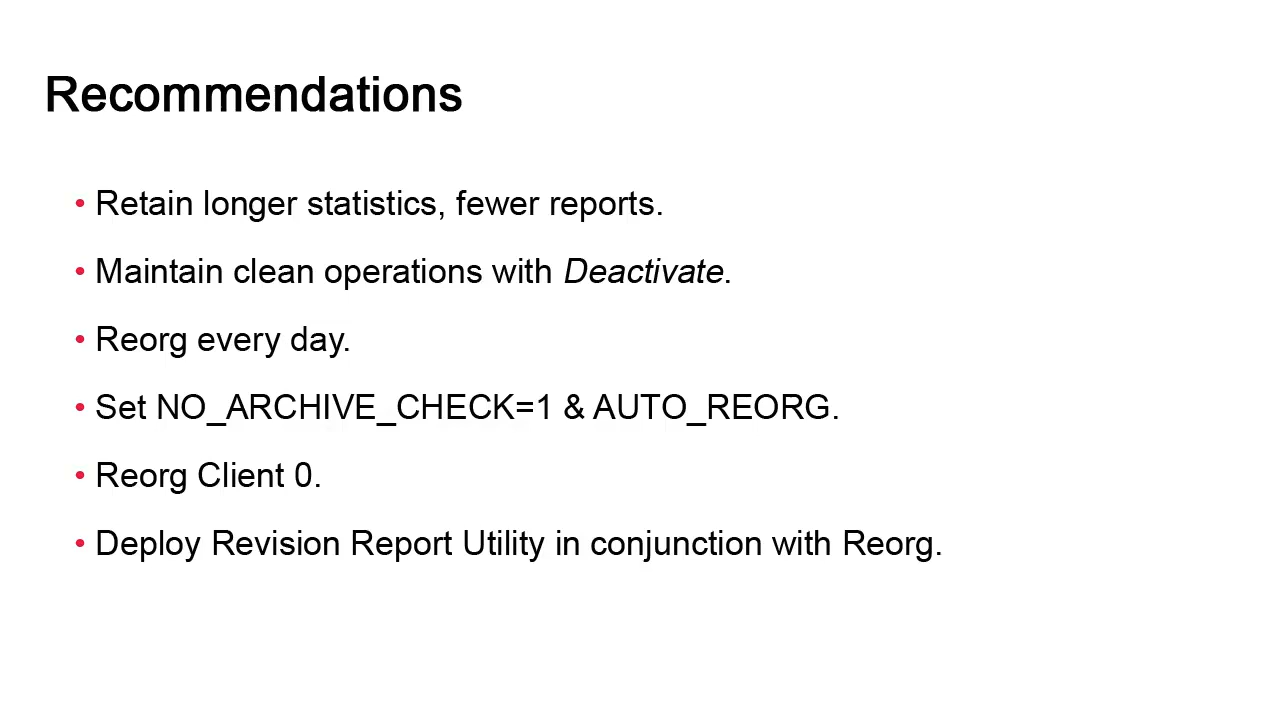 Recommendations
• Retain longer statistics, fewer reports.
• Maintain clean operations with Deactivate.
• Reorg every day.
• Set NO_ARCHIVE_CHECK=1 & AUTO_REORG.
• Reorg Client 0.
• Deploy Revision Report Utility in conjunction with Reorg.